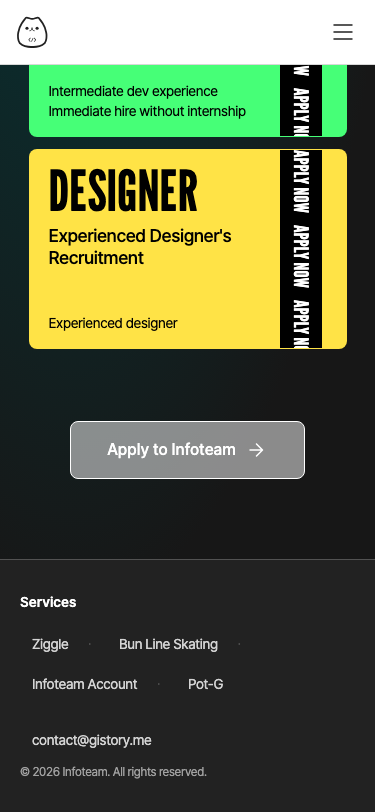 Intermediate dev experience
Immediate hire without internship
APPLY NOW
DESIGNER
Experienced Designer's
Recruitment
Experienced designer
APPLY NOW APPLY NOW
Apply to Infoteam →
Services
Ziggle · Bun Line Skating ·
Infoteam Account · Pot-G
contact@gistory.me
© 2026 Infoteam. All rights reserved.